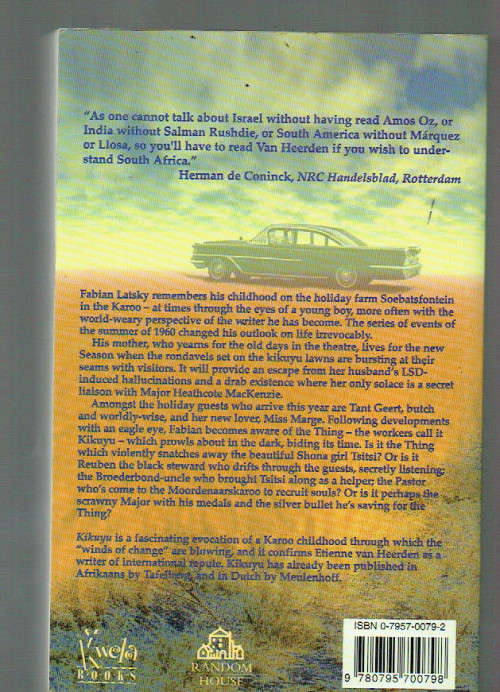 "As one cannot talk about Israel without having read Amos Oz, or
India without Salman Rushdie, or South America without Márquez
or Llosa, so you'll have to read Van Heerden if you wish to under-
stand South Africa."
Herman de Coninck, NRC Handelsblad, Rotterdam
Fabian Latsky remembers his childhood on the holiday farm Soebatsfontein
in the Karoo – at times through the eyes of a young boy, more often with the
world-weary perspective of the writer he has become. The series of events of
the summer of 1960 changed his outlook on life irrevocably.
His mother, who yearns for the old days in the theatre, lives for the new
Season when the rondavels set on the kikuyu lawns are bursting at their
seams with visitors. It will provide an escape from her husband's LSD-
induced hallucinations and a drab existence where her only solace is a secret
liaison with Major Heathcote MacKenzie.
Amongst the holiday guests who arrive this year are Tant Geert, butch
and worldly-wise, and her new lover, Miss Marge. Following developments
with an eagle eye, Fabian becomes aware of the Thing – the workers call it
Kikuyu – which prowls about in the dark, biding its time. Is it the Thing
which violently snatches away the beautiful Shona girl Tsitsi? Or is it
Reuben the black steward who drifts through the guests, secretly listening;
the Broederbond-uncle who brought Tsitsi along as a helper; the Pastor
who's come to the Moordenaarskaroo to recruit souls? Or is it perhaps the
scrawny Major with his medals and the silver bullet he's saving for the
Thing?
Kikuyu is a fascinating evocation of a Karoo childhood through which the
"winds of change" are blowing, and it confirms Etienne van Heerden as a
writer of international repute. Kikuyu has already been published in
Afrikaans by Tafelberg, and in Dutch by Meulenhoff.
ISBN 0-7957-0079-2
9 780795 700798
Kwela
BOOKS
RANDOM
HOUSE